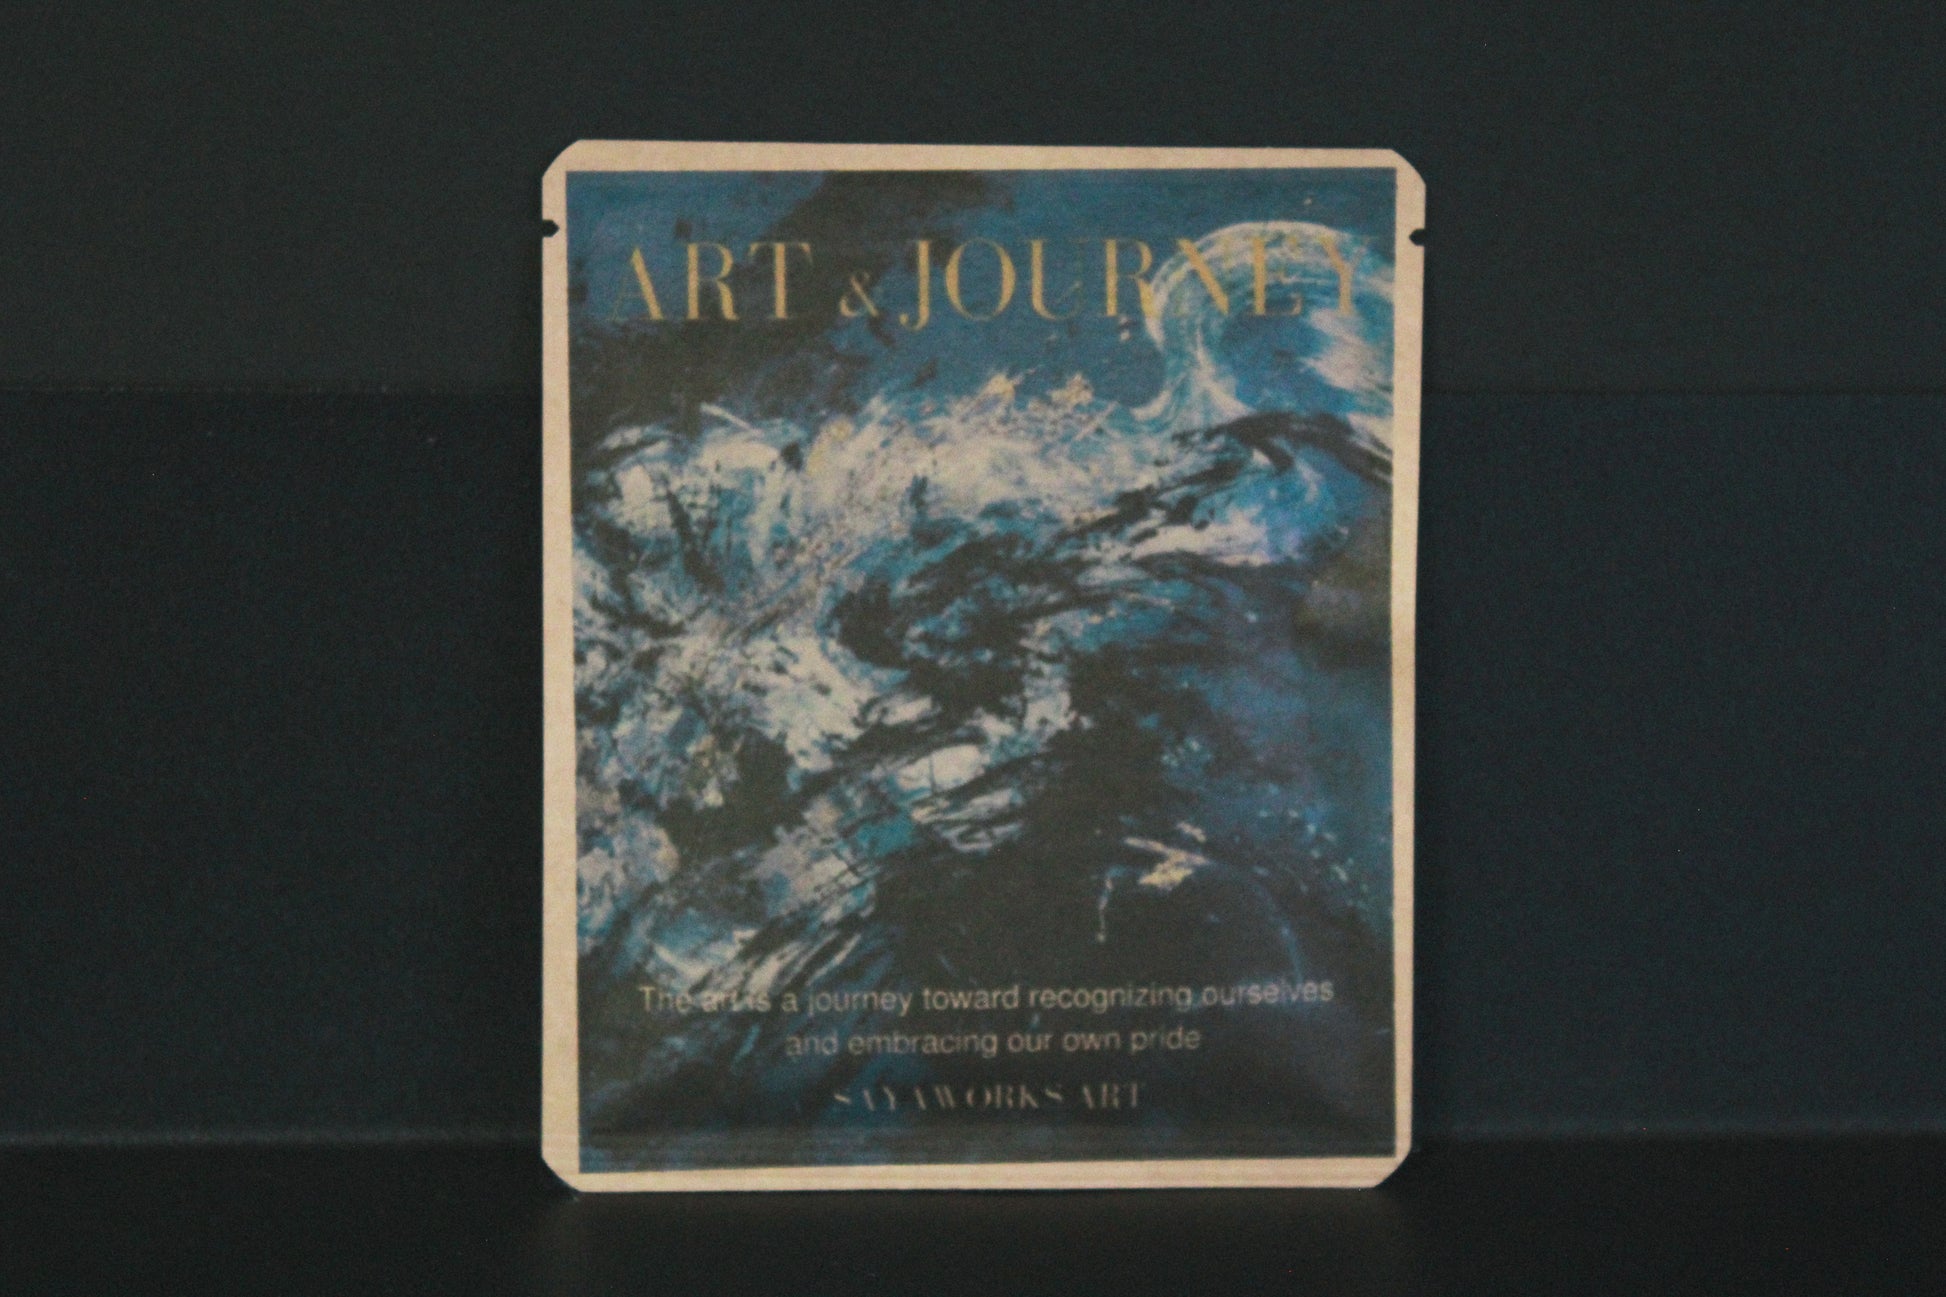 ART & JOURNEY
The art is a journey toward recognizing ourselves
and embracing our own pride
SAYAWORKS ART